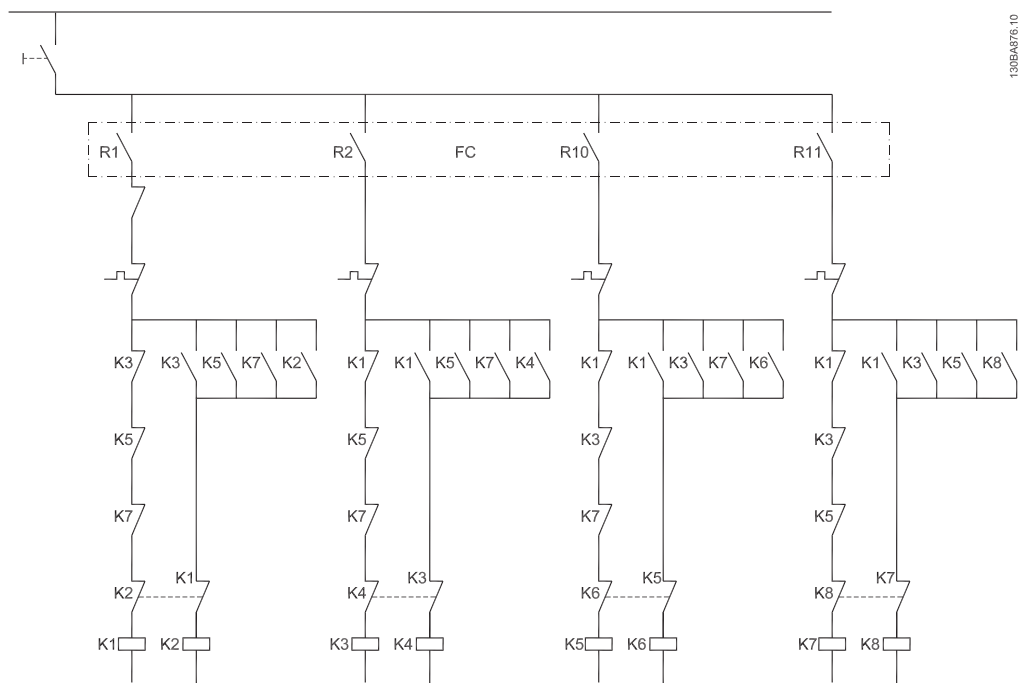 130BA876.10
R1 R2 FC R10 R11
K3 K3 K5 K7 K2 K1 K1 K5 K7 K4 K1 K1 K3 K7 K6 K1 K1 K3 K5 K8
K5 K5 K3 K3
K7 K7 K7 K5
K2 K1 K4 K3 K6 K5 K8 K7
K1 K2 K3 K4 K5 K6 K7 K8